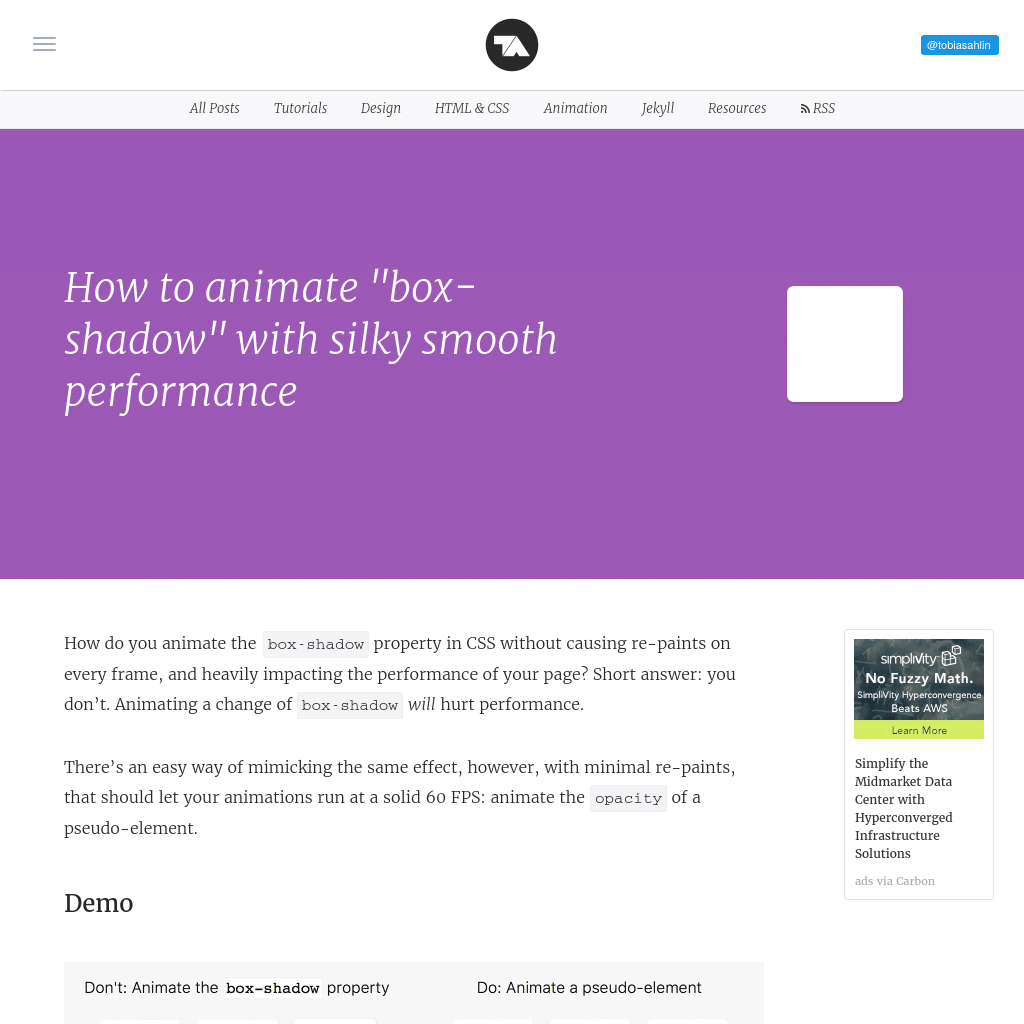 @tobiasahlin
All Posts Tutorials Design HTML & CSS Animation Jekyll Resources RSS
How to animate "box-
shadow" with silky smooth
performance
How do you animate the box-shadow property in CSS without causing re-paints on
every frame, and heavily impacting the performance of your page? Short answer: you
don’t. Animating a change of box-shadow will hurt performance.
There’s an easy way of mimicking the same effect, however, with minimal re-paints,
that should let your animations run at a solid 60 FPS: animate the opacity of a
pseudo-element.
simplivity
No Fuzzy Math.
SimpliVity Hyperconvergence
Beats AWS
Learn More
Simplify the
Midmarket Data
Center with
Hyperconverged
Infrastructure
Solutions
ads via Carbon
Demo
Don't: Animate the box-shadow property
Do: Animate a pseudo-element